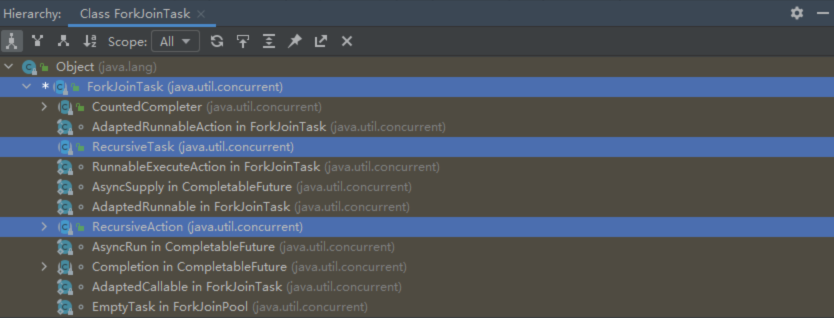 Hierarchy: Class ForkJoinTask
Scope: All
Object (java.lang)
* ForkJoinTask (java.util.concurrent)
CountedCompleter (java.util.concurrent)
AdaptedRunnableAction in ForkJoinTask (java.util.concurrent)
RecursiveTask (java.util.concurrent)
RunnableExecuteAction in ForkJoinTask (java.util.concurrent)
AsyncSupply in CompletableFuture (java.util.concurrent)
AdaptedRunnable in ForkJoinTask (java.util.concurrent)
RecursiveAction (java.util.concurrent)
AsyncRun in CompletableFuture (java.util.concurrent)
Completion in CompletableFuture (java.util.concurrent)
AdaptedCallable in ForkJoinTask (java.util.concurrent)
EmptyTask in ForkJoinPool (java.util.concurrent)